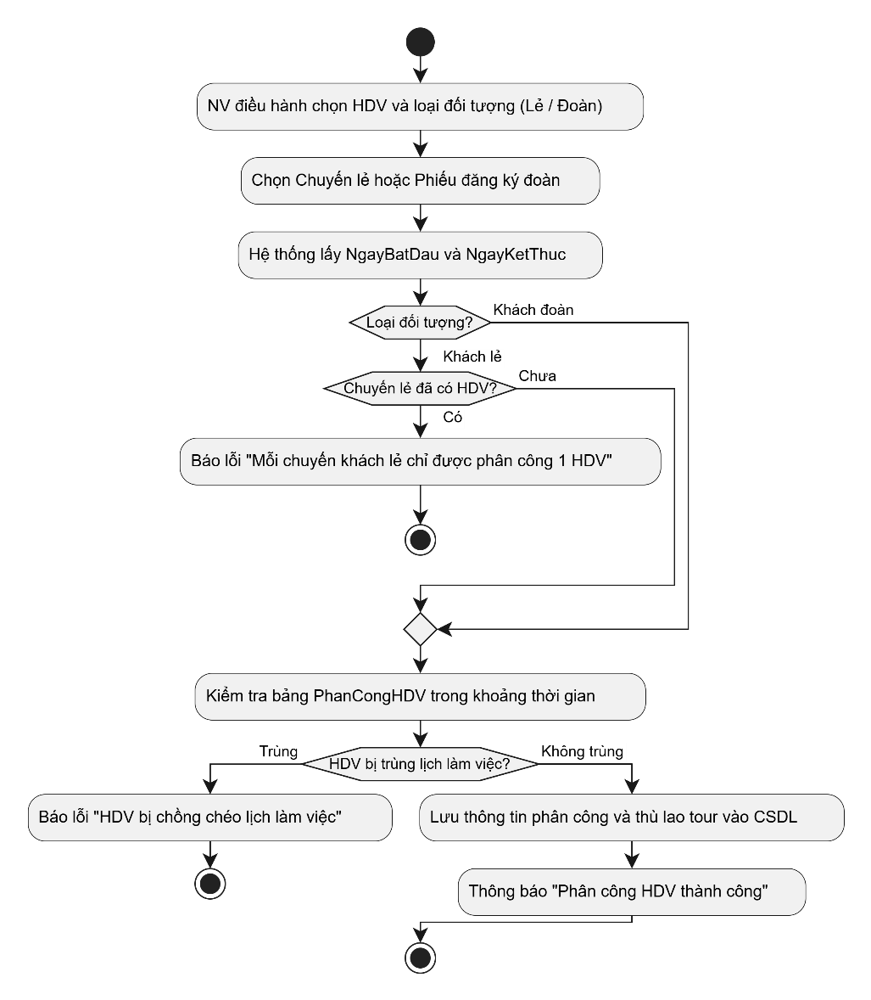 NV điều hành chọn HDV và loại đối tượng (Lẻ / Đoàn)
Chọn Chuyến lẻ hoặc Phiếu đăng ký đoàn
Hệ thống lấy NgayBatDau và NgayKetThuc
Loại đối tượng?
Khách đoàn
Khách lẻ
Chuyến lẻ đã có HDV?
Chưa
Có
Báo lỗi "Mỗi chuyến khách lẻ chỉ được phân công 1 HDV"
Kiểm tra bảng PhanCongHDV trong khoảng thời gian
HDV bị trùng lịch làm việc?
Trùng
Không trùng
Báo lỗi "HDV bị chồng chéo lịch làm việc"
Lưu thông tin phân công và thù lao tour vào CSDL
Thông báo "Phân công HDV thành công"